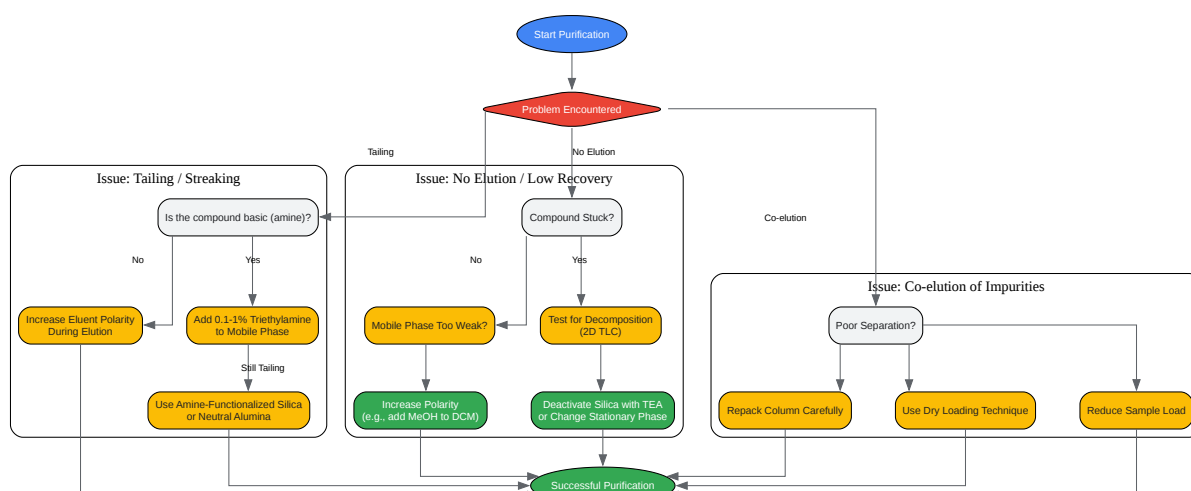 Start Purification
Problem Encountered
Tailing
No Elution
Issue: Tailing / Streaking
Issue: No Elution / Low Recovery
Is the compound basic (amine)?
Compound Stuck?
Co-elution
No
Yes
No
Yes
Issue: Co-elution of Impurities
Increase Eluent Polarity
During Elution
Add 0.1-1% Triethylamine
to Mobile Phase
Mobile Phase Too Weak?
Test for Decomposition
(2D TLC)
Poor Separation?
Still Tailing
Use Amine-Functionalized Silica
or Neutral Alumina
Increase Polarity
(e.g., add MeOH to DCM)
Deactivate Silica with TEA
or Change Stationary Phase
Repack Column Carefully
Use Dry Loading Technique
Reduce Sample Load
Successful Purification